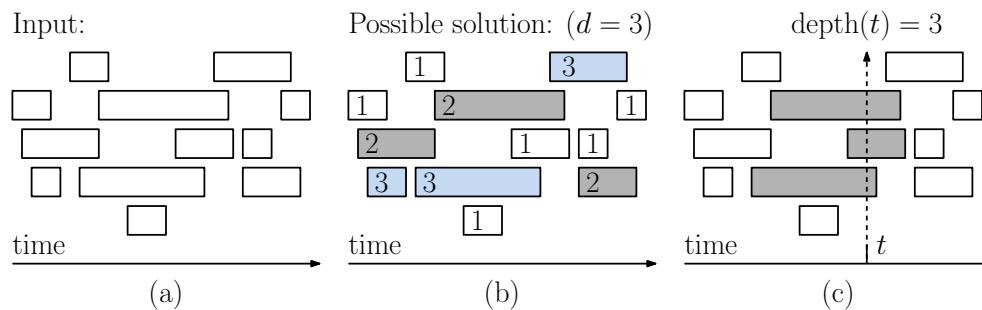 Input:
Possible solution: (d = 3)
depth(t) = 3
1
3
1
2
1
2
1
1
3
3
2
1
time
time
time
t
(a)
(b)
(c)